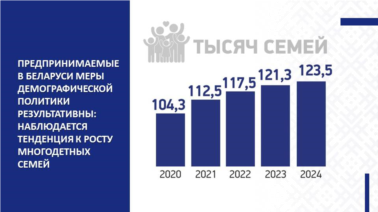 ПРЕДПРИНИМАЕМЫЕ
В БЕЛАРУСИ МЕРЫ
ДЕМОГРАФИЧЕСКОЙ
ПОЛИТИКИ
РЕЗУЛЬТАТИВНЫ:
НАБЛЮДАЕТСЯ
ТЕНДЕНЦИЯ К РОСТУ
МНОГОДЕТНЫХ
СЕМЕЙ
ТЫСЯЧ СЕМЕЙ
104,3 112,5 117,5 121,3 123,5
2020 2021 2022 2023 2024